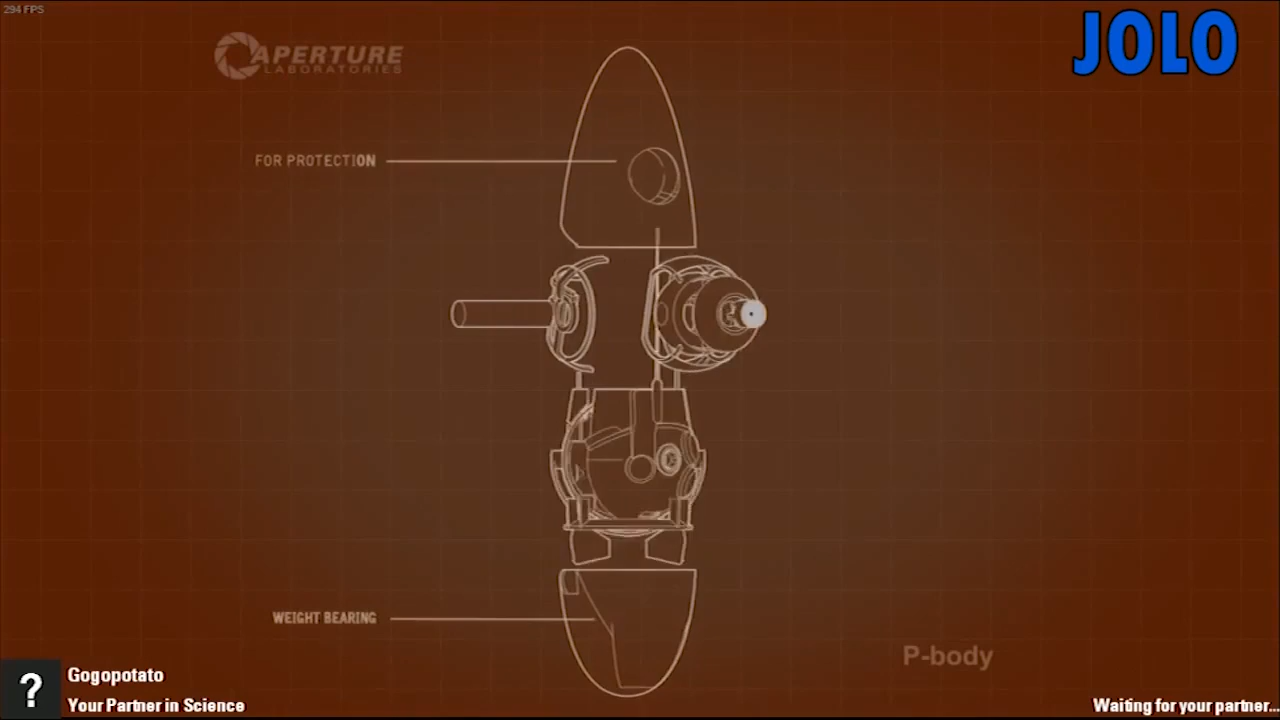 294 FPS
JOLO
APERTURE
LABORATORIES
FOR PROTECTION
WEIGHT BEARING
P-body
?
Gogopotato
Your Partner in Science
Waiting for your partner...